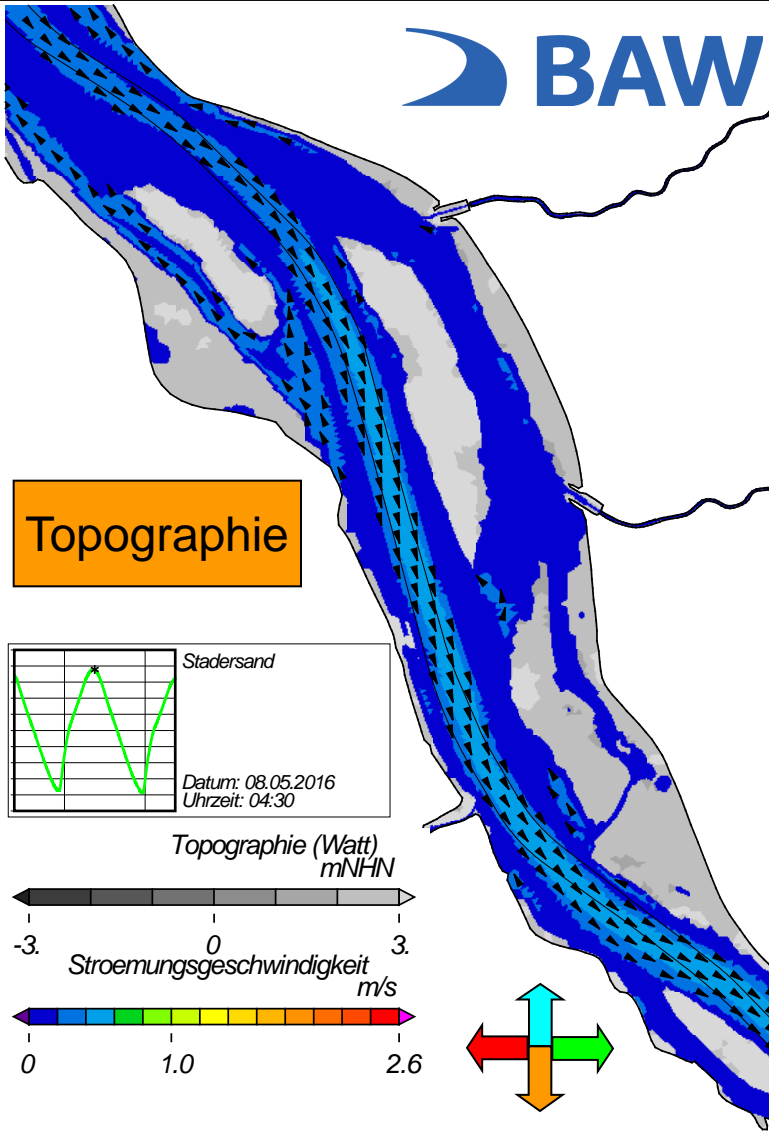 BAW
Topographie
Stadersand
Datum: 08.05.2016
Uhrzeit: 04:30
Topographie (Watt)
mNHN
-3. 0 3.
Stroemungsgeschwindigkeit
m/s
0 1.0 2.6